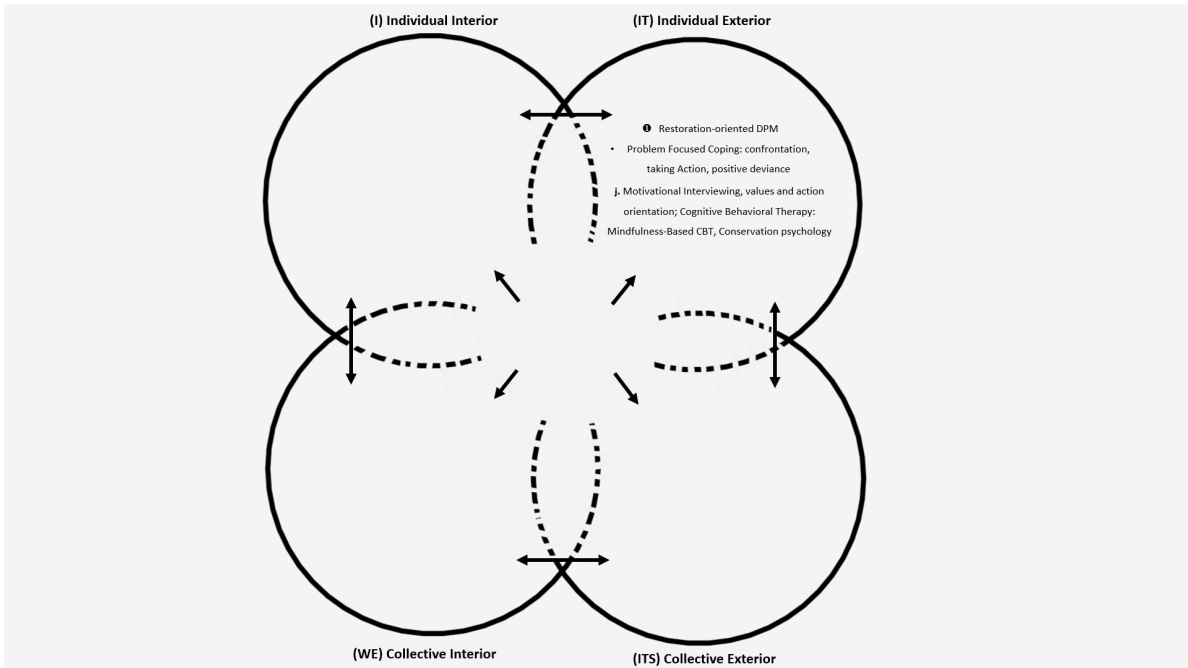 (I) Individual Interior
(IT) Individual Exterior
❶ Restoration-oriented DPM
• Problem Focused Coping: confrontation,
taking Action, positive deviance
j. Motivational Interviewing, values and action
orientation; Cognitive Behavioral Therapy:
Mindfulness-Based CBT, Conservation psychology
(WE) Collective Interior
(ITS) Collective Exterior